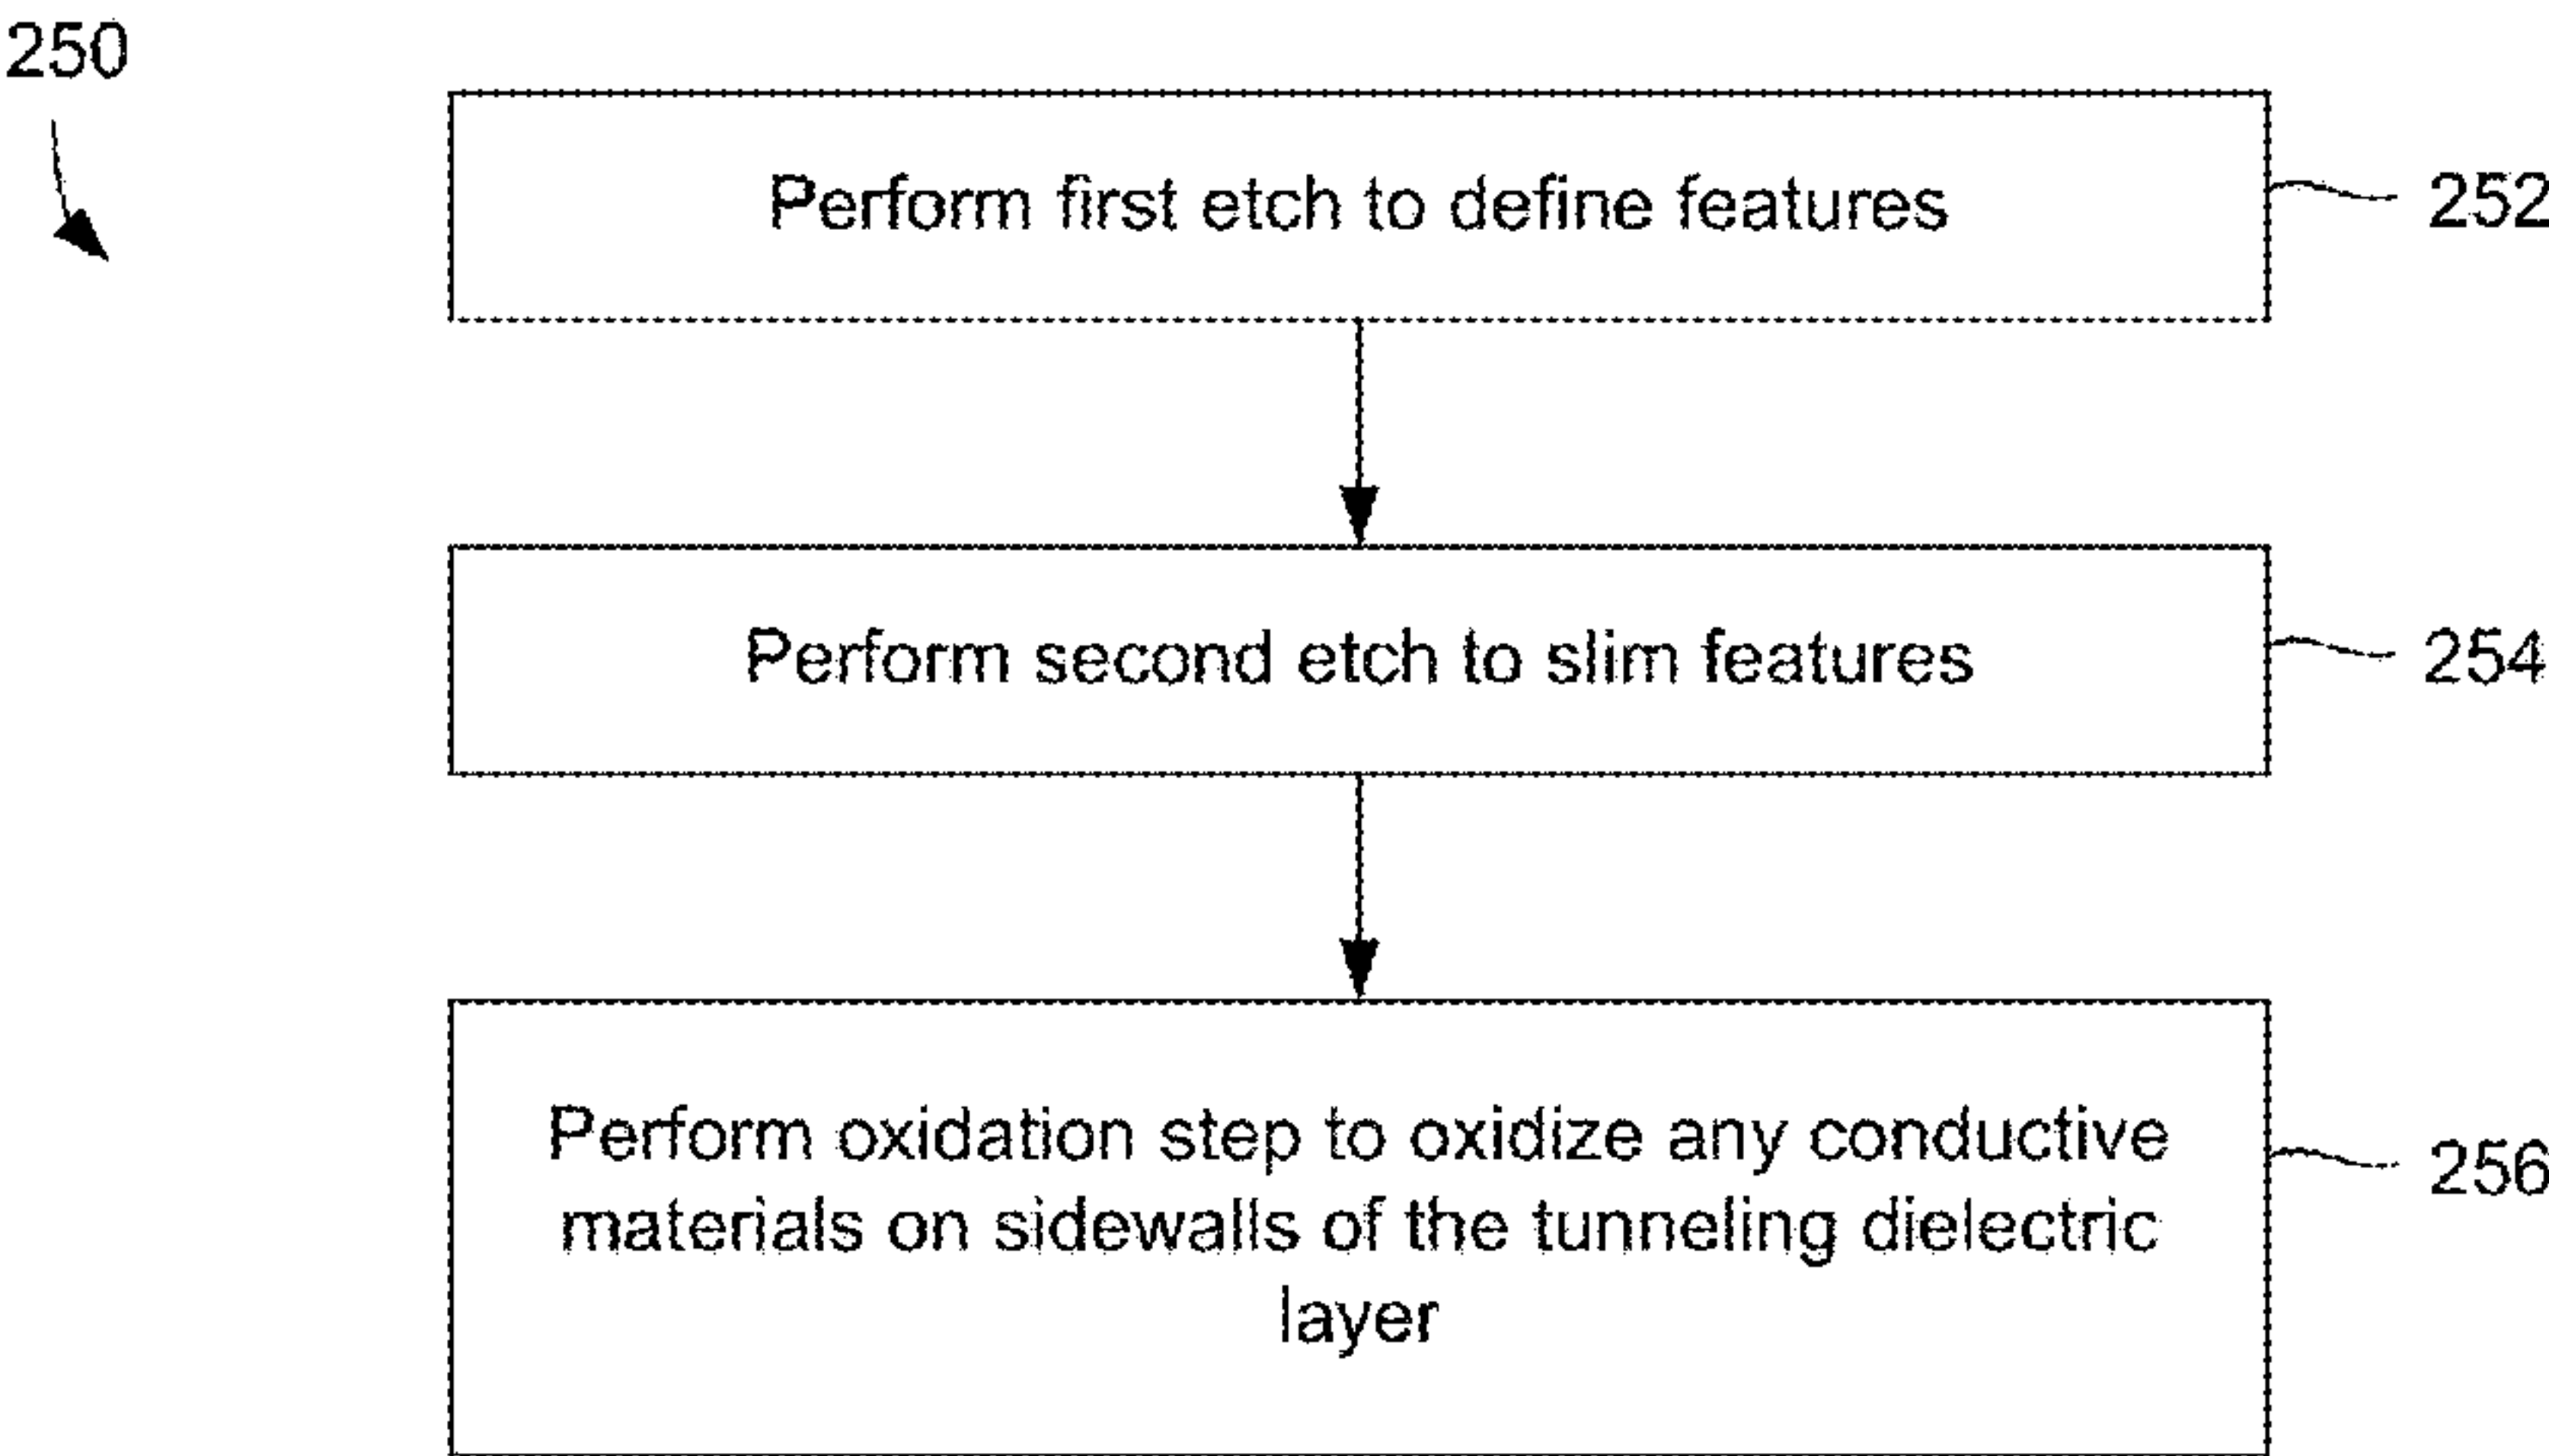 250
Perform first etch to define features
252
Perform second etch to slim features
254
Perform oxidation step to oxidize any conductive
materials on sidewalls of the tunneling dielectric
layer
256